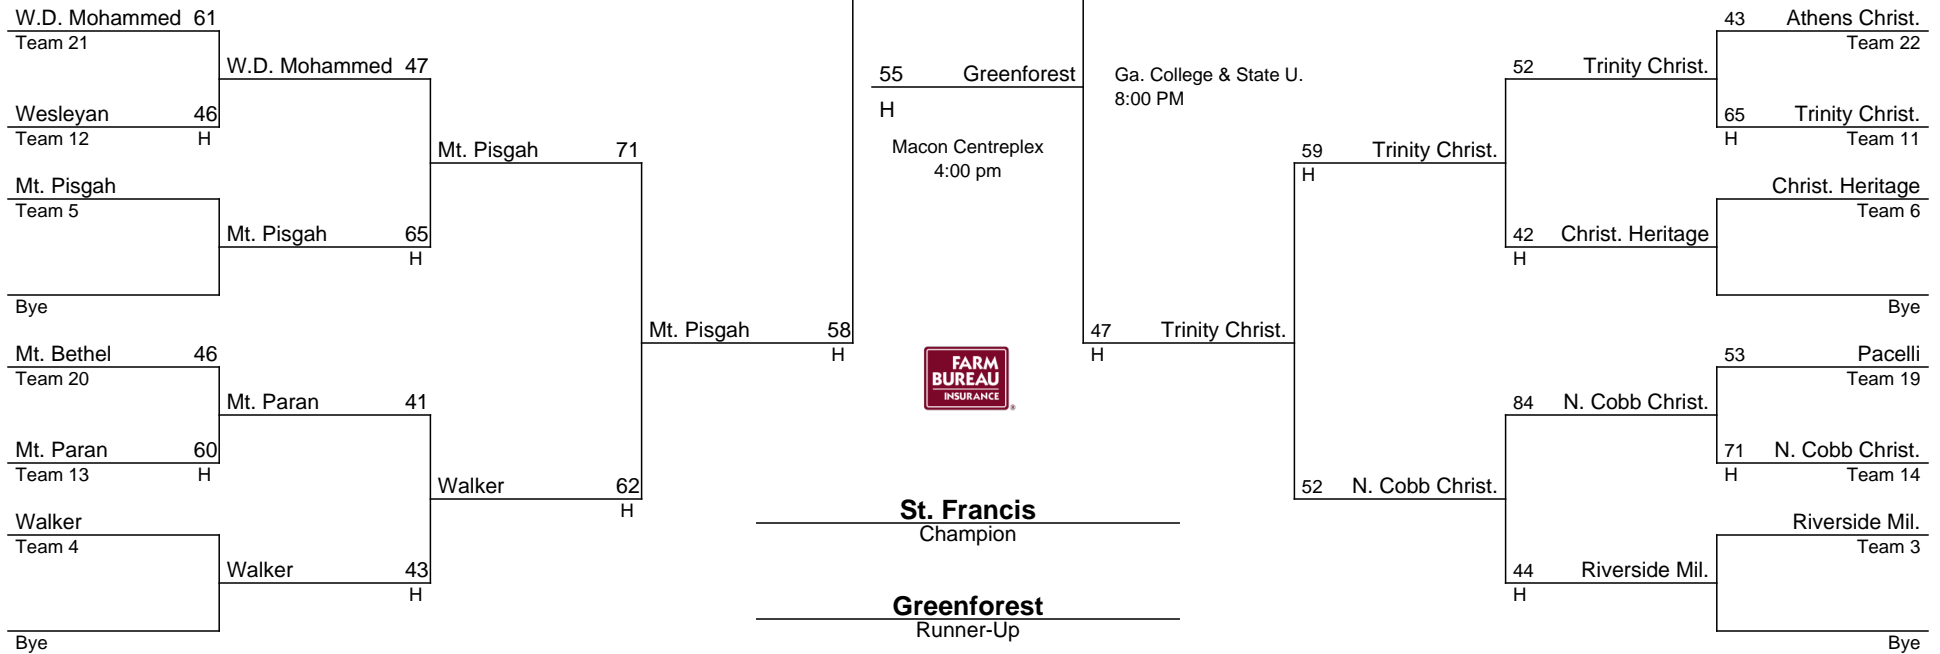 W.D. Mohammed 61
Team 21
W.D. Mohammed 47
Wesleyan 46
Team 12 H
Mt. Pisgah 71
Mt. Pisgah
Team 5
Mt. Pisgah 65
H
Bye
Mt. Pisgah 58
H
Mt. Bethel 46
Team 20
Mt. Paran 41
Mt. Paran 60
Team 13 H
Walker 62
H
Walker
Team 4
Walker 43
H
Bye
55 Greenforest
H
Macon Centreplex
4:00 pm
Ga. College & State U.
8:00 PM
FARM
BUREAU
INSURANCE
®
St. Francis
Champion
Greenforest
Runner-Up
43 Athens Christ.
Team 22
52 Trinity Christ.
65 Trinity Christ.
H Team 11
59 Trinity Christ.
H
Christ. Heritage
Team 6
42 Christ. Heritage
H
Bye
47 Trinity Christ.
H
53 Pacelli
Team 19
84 N. Cobb Christ.
71 N. Cobb Christ.
H Team 14
52 N. Cobb Christ.
Riverside Mil.
Team 3
44 Riverside Mil.
H
Bye